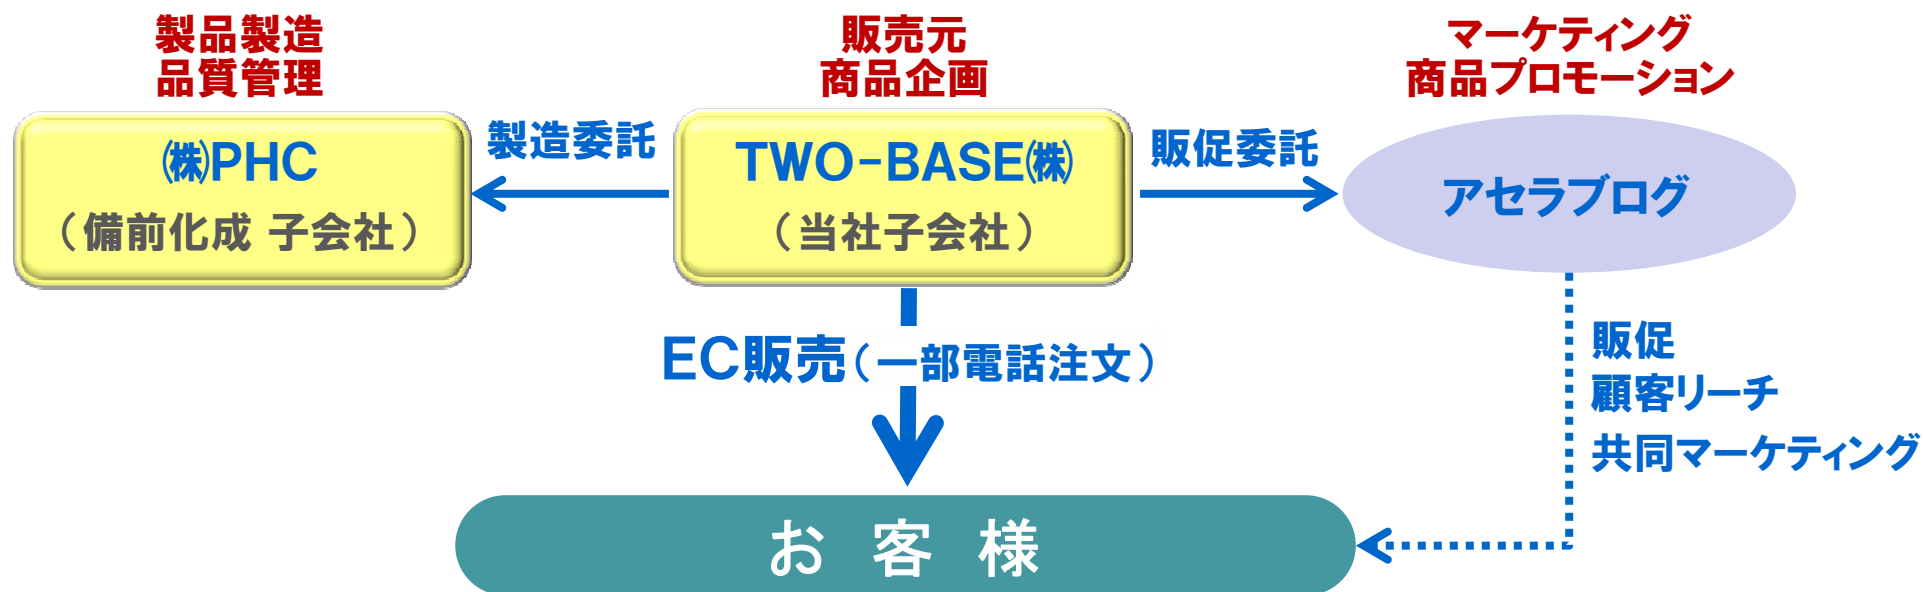 製品製造
品質管理
販売元
商品企画
マーケティング
商品プロモーション
㈱PHC
（備前化成 子会社）
製造委託
TWO-BASE㈱
（当社子会社）
販促委託
アセラブログ
EC販売（一部電話注文）
販促
顧客リーチ
共同マーケティング
お 客 様